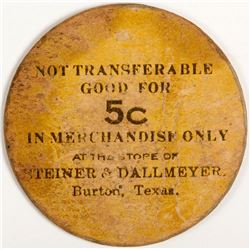 NOT TRANSFERABLE
GOOD FOR
5c
IN MERCHANDISE ONLY
AT THE STORE OF
STEINER & DALLMEYER.
Burton, Texas.